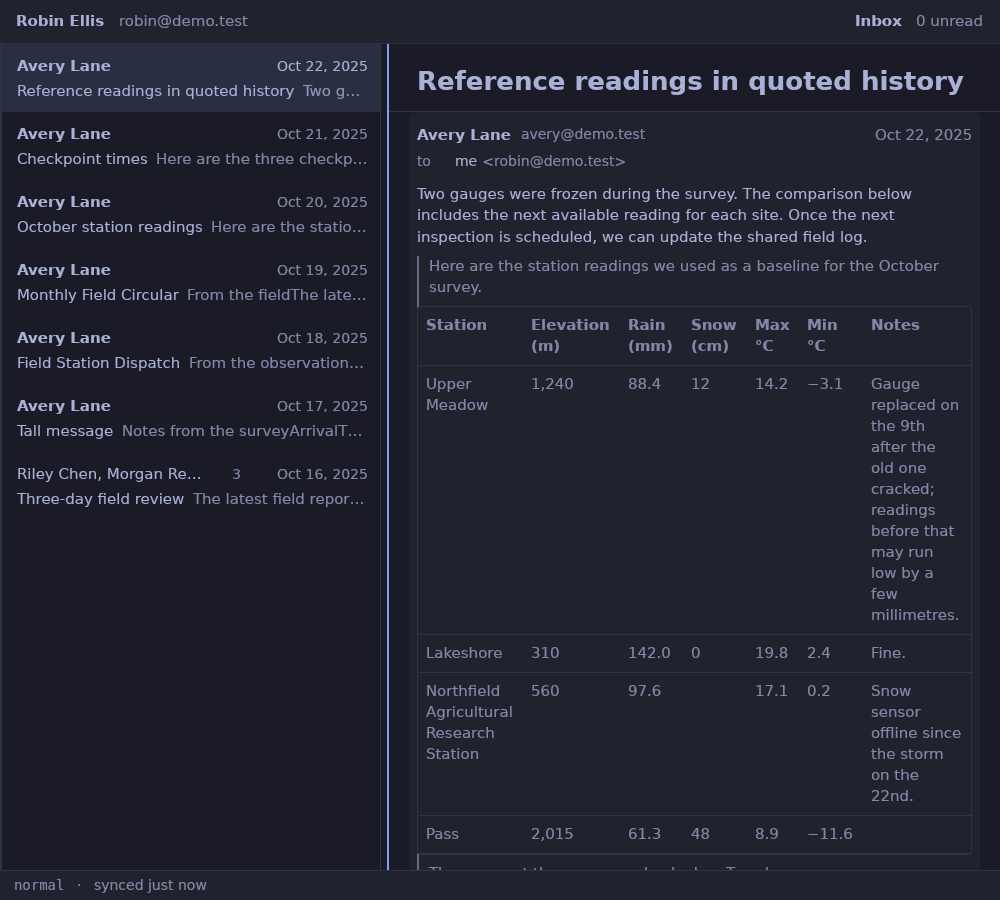 Robin Ellis robin@demo.test Inbox 0 unread
Avery Lane Oct 22, 2025
Reference readings in quoted history Two g…
Avery Lane Oct 21, 2025
Checkpoint times Here are the three checkp…
Avery Lane Oct 20, 2025
October station readings Here are the statio…
Avery Lane Oct 19, 2025
Monthly Field Circular From the fieldThe late…
Avery Lane Oct 18, 2025
Field Station Dispatch From the observation…
Avery Lane Oct 17, 2025
Tall message Notes from the surveyArrivalT…
Riley Chen, Morgan Re… 3 Oct 16, 2025
Three-day field review The latest field repor…
Reference readings in quoted history
Avery Lane avery@demo.test Oct 22, 2025
to me <robin@demo.test>
Two gauges were frozen during the survey. The comparison below
includes the next available reading for each site. Once the next
inspection is scheduled, we can update the shared field log.
Here are the station readings we used as a baseline for the October
survey.
Station Elevation Rain Snow Max Min Notes
(m) (mm) (cm) °C °C
Upper 1,240 88.4 12 14.2 −3.1 Gauge
Meadow replaced on
the 9th
after the
old one
cracked;
readings
before that
may run
low by a
few
millimetres.
Lakeshore 310 142.0 0 19.8 2.4 Fine.
Northfield 560 97.6 17.1 0.2 Snow
Agricultural sensor
Research offline since
Station the storm
on the
22nd.
Pass 2,015 61.3 48 8.9 −11.6
normal · synced just now